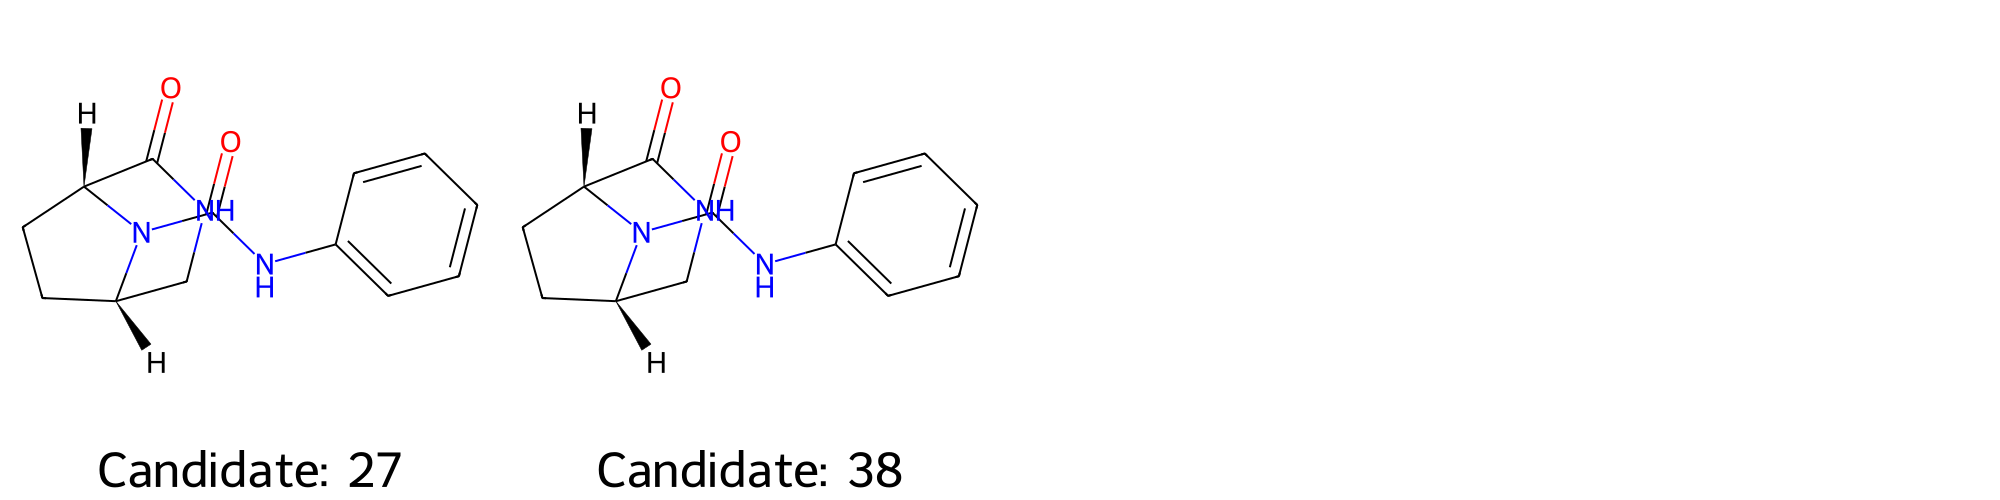 O O
H H
O O
NH NH
N N
N N
H H
H H
Candidate: 27 Candidate: 38